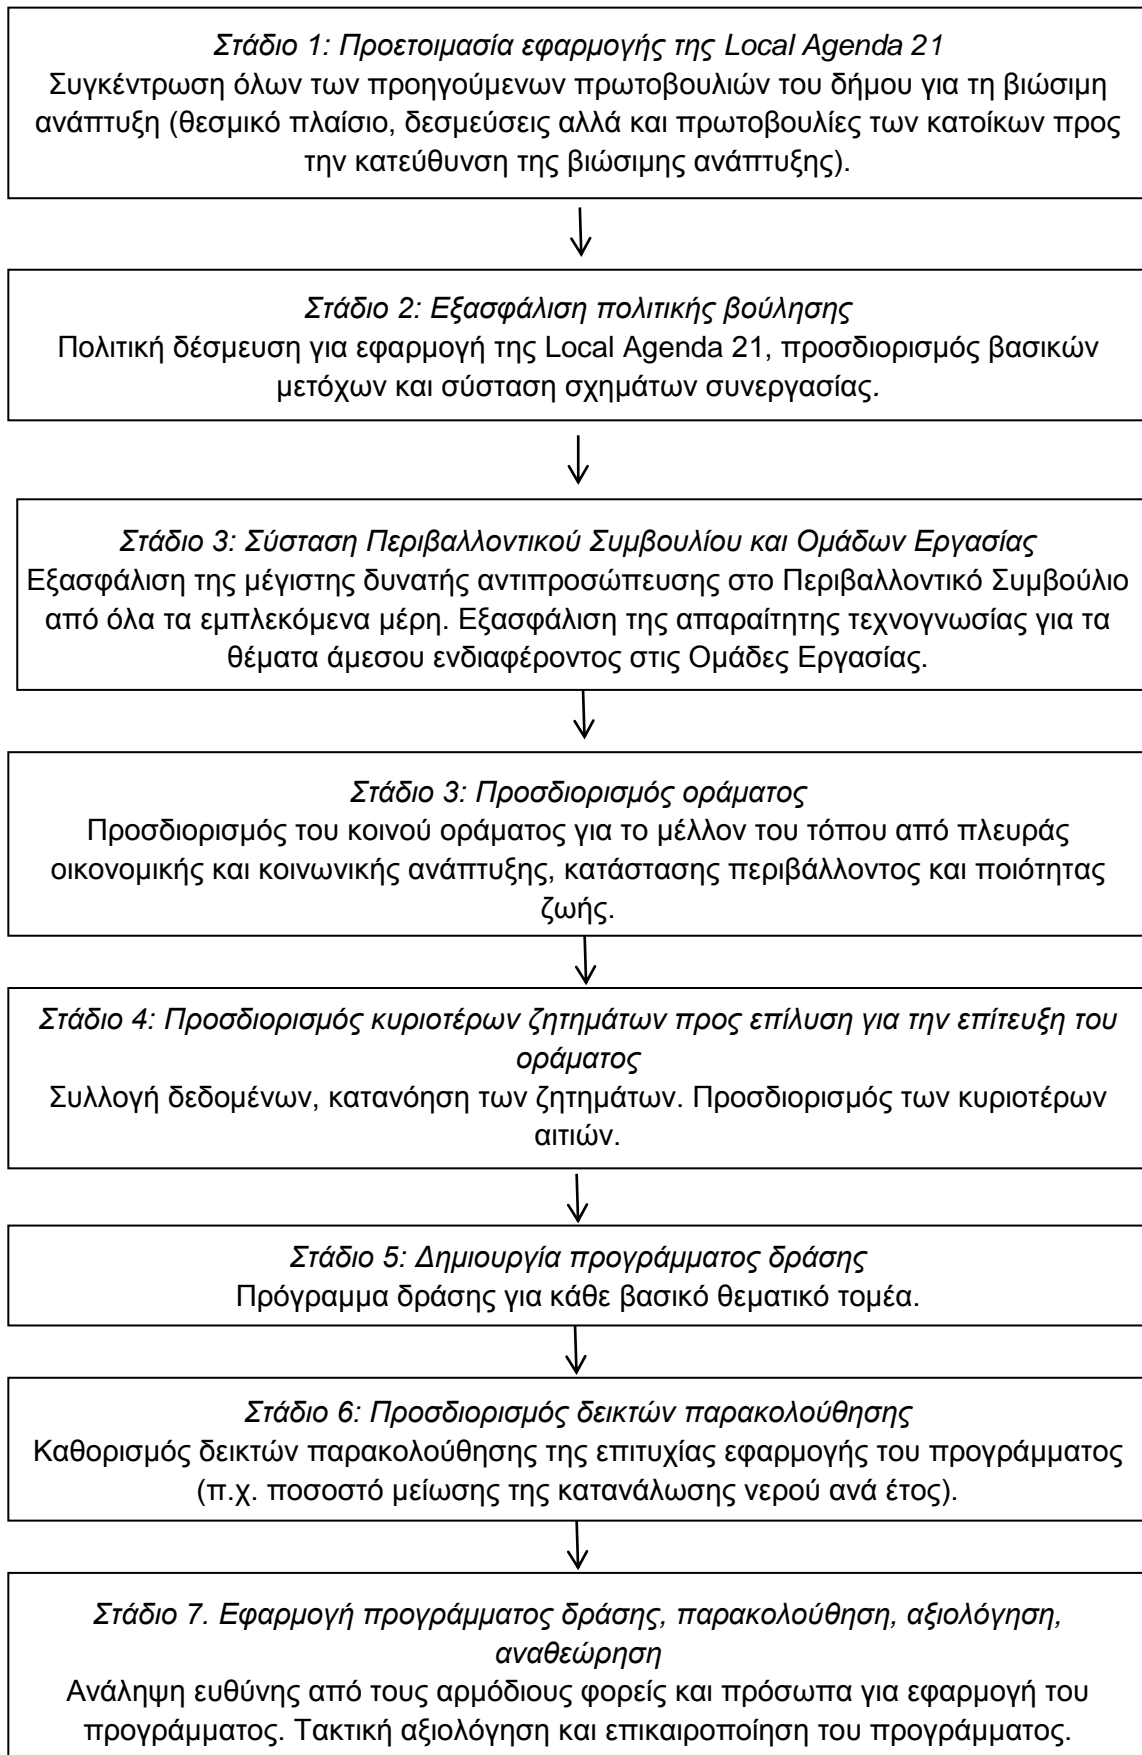 Στάδιο 1: Προετοιμασία εφαρμογής της Local Agenda 21
Συγκέντρωση όλων των προηγούμενων πρωτοβουλιών του δήμου για τη βιώσιμη
ανάπτυξη (θεσμικό πλαίσιο, δεσμεύσεις αλλά και πρωτοβουλίες των κατοίκων προς
την κατεύθυνση της βιώσιμης ανάπτυξης).
Στάδιο 2: Εξασφάλιση πολιτικής βούλησης
Πολιτική δέσμευση για εφαρμογή της Local Agenda 21, προσδιορισμός βασικών
μετόχων και σύσταση σχημάτων συνεργασίας.
Στάδιο 3: Σύσταση Περιβαλλοντικού Συμβουλίου και Ομάδων Εργασίας
Εξασφάλιση της μέγιστης δυνατής αντιπροσώπευσης στο Περιβαλλοντικό Συμβούλιο
από όλα τα εμπλεκόμενα μέρη. Εξασφάλιση της απαραίτητης τεχνογνωσίας για τα
θέματα άμεσου ενδιαφέροντος στις Ομάδες Εργασίας.
Στάδιο 3: Προσδιορισμός οράματος
Προσδιορισμός του κοινού οράματος για το μέλλον του τόπου από πλευράς
οικονομικής και κοινωνικής ανάπτυξης, κατάστασης περιβάλλοντος και ποιότητας
ζωής.
Στάδιο 4: Προσδιορισμός κυριοτέρων ζητημάτων προς επίλυση για την επίτευξη του
οράματος
Συλλογή δεδομένων, κατανόηση των ζητημάτων. Προσδιορισμός των κυριοτέρων
αιτιών.
Στάδιο 5: Δημιουργία προγράμματος δράσης
Πρόγραμμα δράσης για κάθε βασικό θεματικό τομέα.
Στάδιο 6: Προσδιορισμός δεικτών παρακολούθησης
Καθορισμός δεικτών παρακολούθησης της επιτυχίας εφαρμογής του προγράμματος
(π.χ. ποσοστό μείωσης της κατανάλωσης νερού ανά έτος).
Στάδιο 7. Εφαρμογή προγράμματος δράσης, παρακολούθηση, αξιολόγηση,
αναθεώρηση
Ανάληψη ευθύνης από τους αρμόδιους φορείς και πρόσωπα για εφαρμογή του
προγράμματος. Τακτική αξιολόγηση και επικαιροποίηση του προγράμματος.